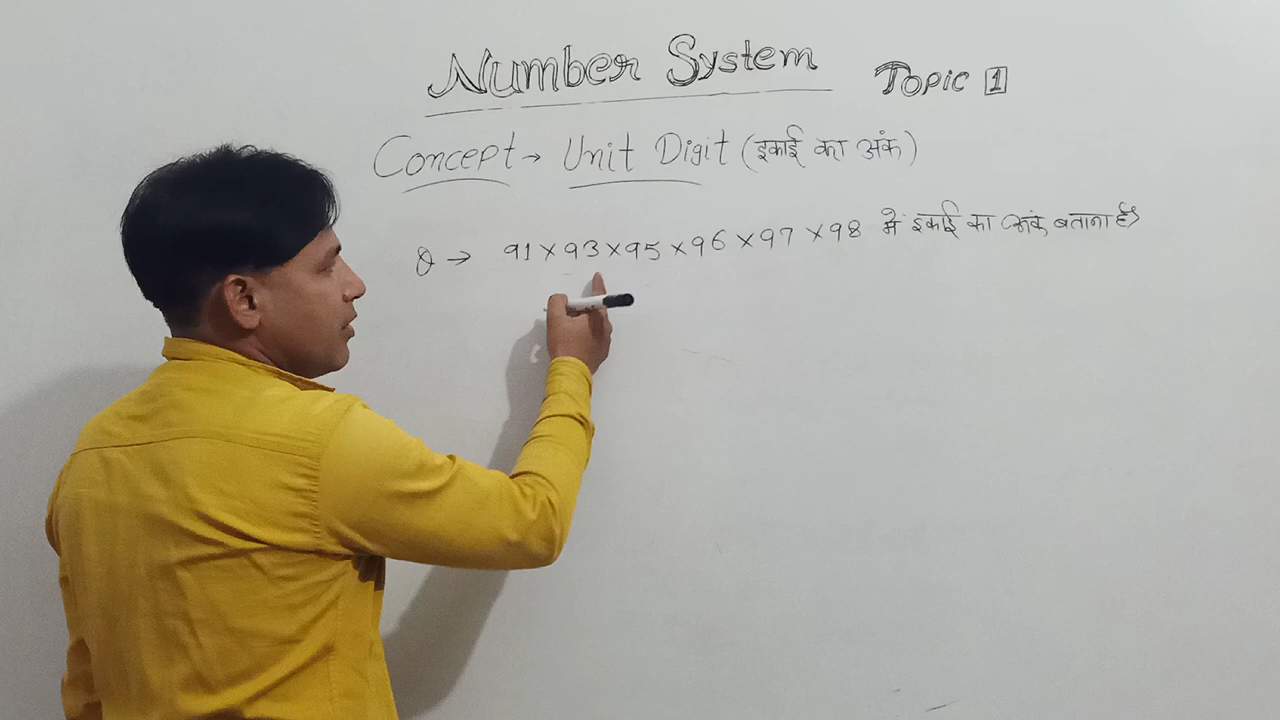 Number System Topic 1
Concept → Unit Digit (इकाई का अंक)
Q → 91×93×95×96×97×98 में इकाई का अंक बताना है?